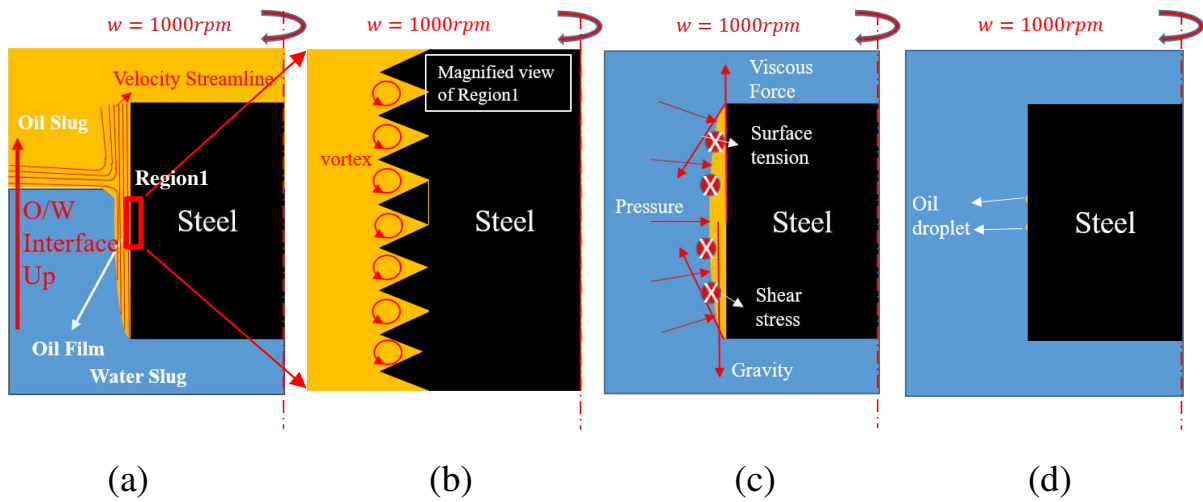 w = 1000rpm
Velocity Streamline
Oil Slug
Region1
O/W
Interface
Up
Steel
Oil Film
Water Slug
(a)
w = 1000rpm
Magnified view
of Region1
vortex
Steel
(b)
w = 1000rpm
Viscous
Force
Surface
tension
Pressure
Steel
Shear
stress
Gravity
(c)
w = 1000rpm
Oil
droplet
Steel
(d)